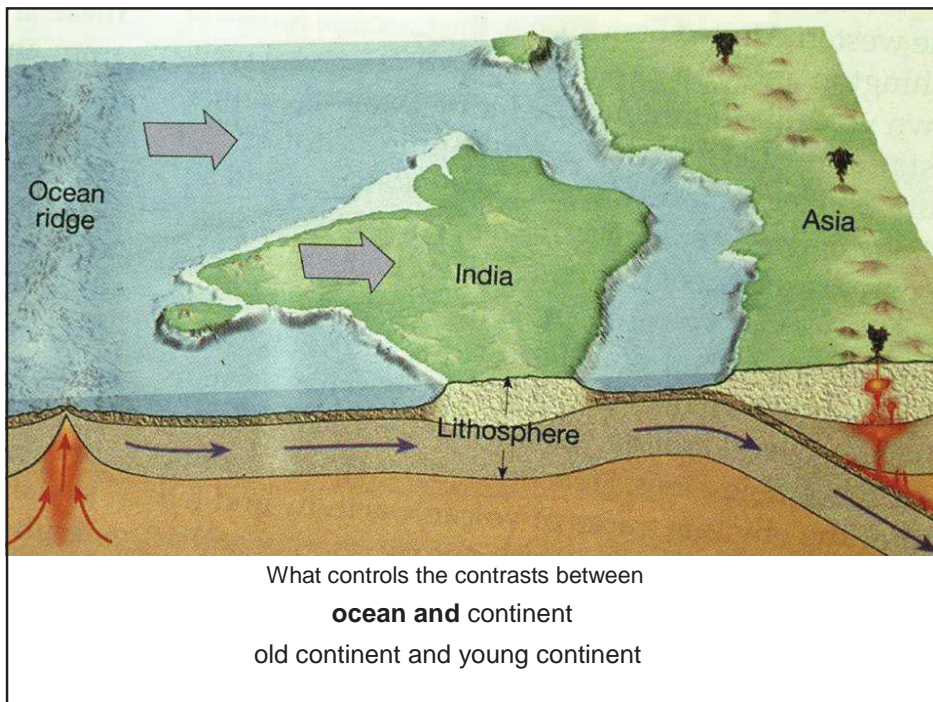 Ocean
ridge
India
Asia
Lithosphere
What controls the contrasts between
ocean and continent
old continent and young continent